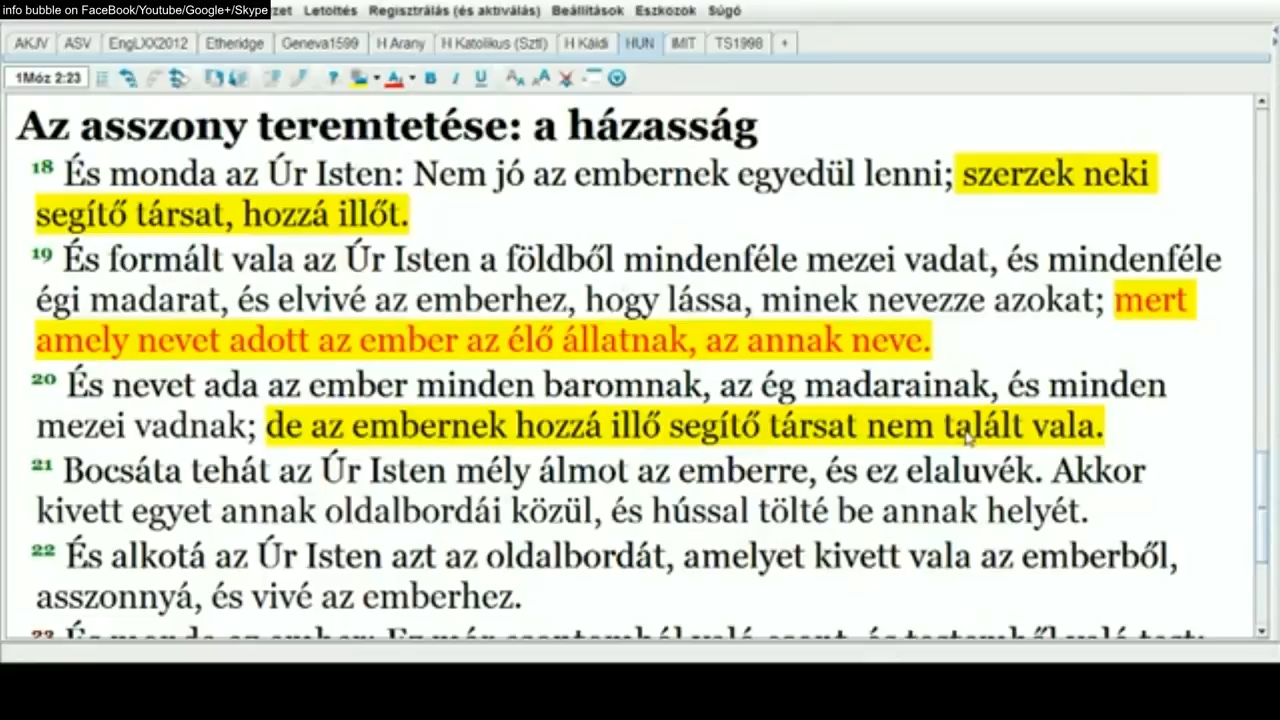 info bubble on FaceBook/Youtube/Google+/Skype
Letoltés Regisztrálás (és aktiválás) Beállítások Eszkozok Súgó
AKJV ASV EngLXX2012 Etheridge Geneva1599 H Arany H Katolikus (SztI) H Káldi HUN IMIT TS1998 +
1Móz 2:23
Az asszony teremtetése: a házasság
18 És monda az Úr Isten: Nem jó az embernek egyedül lenni; szerzek neki
segítő társat, hozzá illőt.
19 És formált vala az Úr Isten a földből mindenféle mezei vadat, és mindenféle
égi madarat, és elvivé az emberhez, hogy lássa, minek nevezze azokat; mert
amely nevet adott az ember az élő állatnak, az annak neve.
20 És nevet ada az ember minden baromnak, az ég madarainak, és minden
mezei vadnak; de az embernek hozzá illő segítő társat nem talált vala.
21 Bocsáta tehát az Úr Isten mély álmot az emberre, és ez elaluvék. Akkor
kivett egyet annak oldalbordái közül, és hússal tölté be annak helyét.
22 És alkotá az Úr Isten azt az oldalbordát, amelyet kivett vala az emberből,
asszonnyá, és vivé az emberhez.